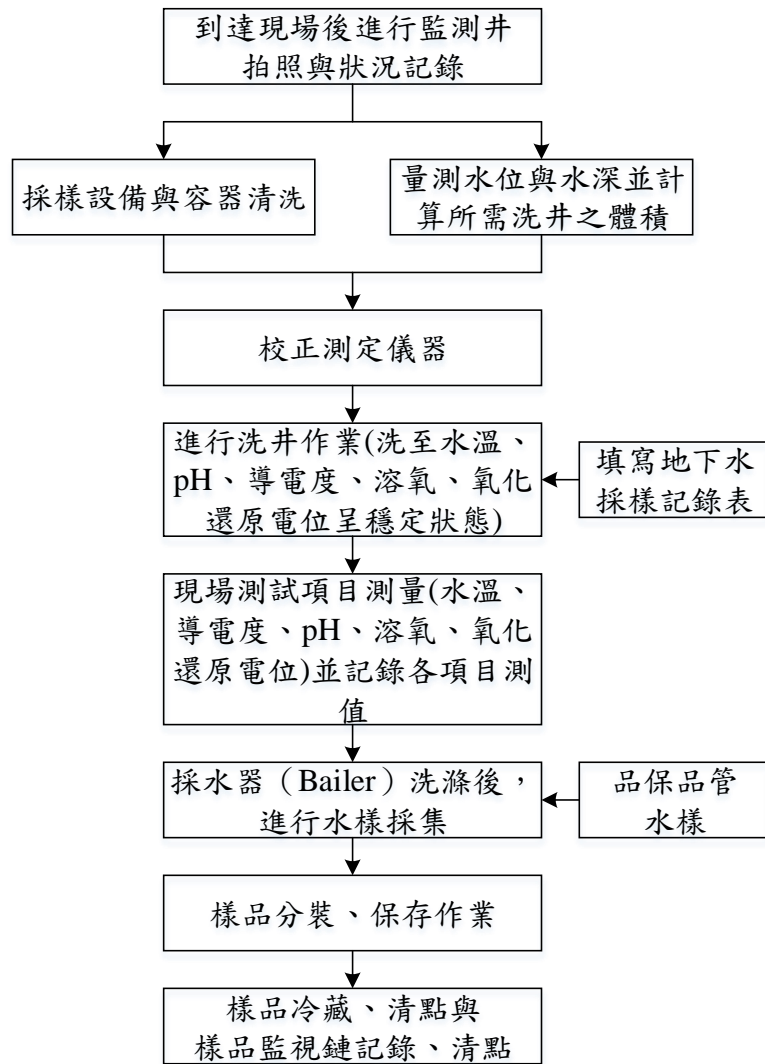 到達現場後進行監測井
拍照與狀況記錄
採樣設備與容器清洗
量測水位與水深並計
算所需洗井之體積
校正測定儀器
進行洗井作業(洗至水溫、
pH、導電度、溶氧、氧化
還原電位呈穩定狀態)
填寫地下水
採樣記錄表
現場測試項目測量(水溫、
導電度、pH、溶氧、氧化
還原電位)並記錄各項目測
值
採水器（Bailer）洗滌後，
進行水樣採集
品保品管
水樣
樣品分裝、保存作業
樣品冷藏、清點與
樣品監視鏈記錄、清點